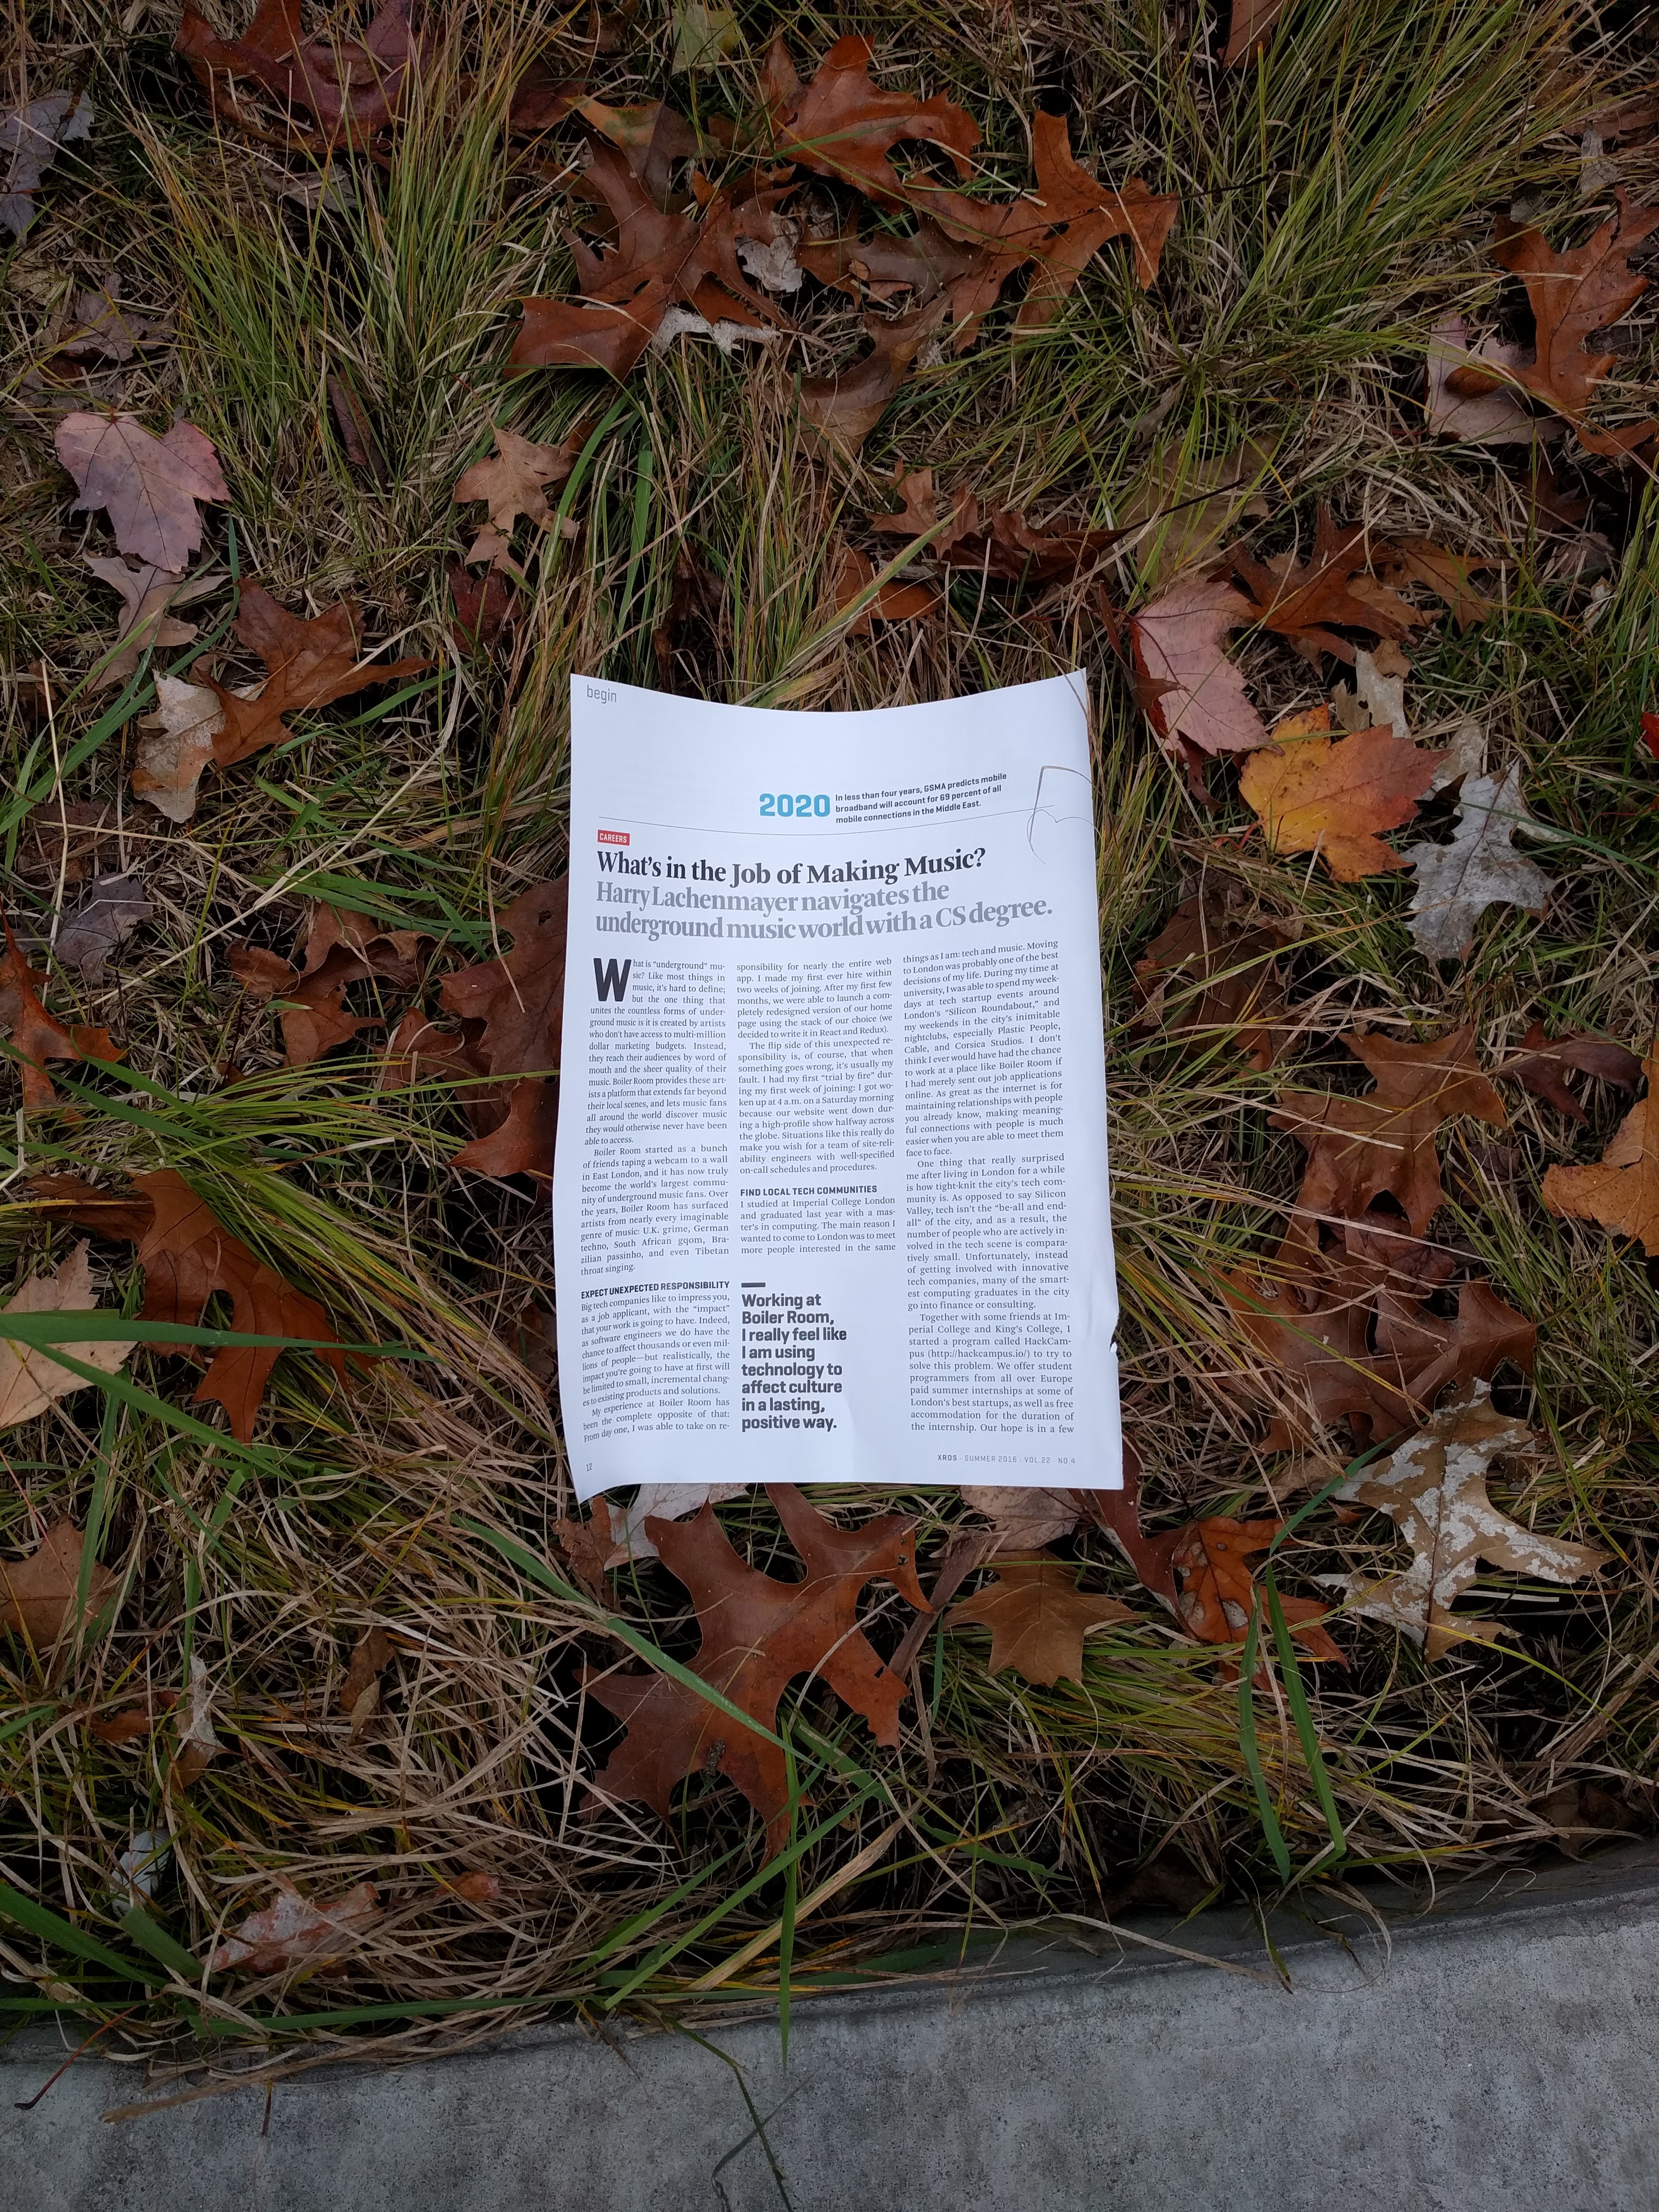 begin
2020
In less than four years, GSMA predicts mobile
broadband will account for 69 percent of all
mobile connections in the Middle East.
CAREERS
What's in the Job of Making Music?
Harry Lachenmayer navigates the
underground music world with a CS degree.
What is “underground” mu-
sic? Like most things in
music, it's hard to define;
but the one thing that
unites the countless forms of under-
ground music is it is created by artists
who don't have access to multi-million
dollar marketing budgets. Instead,
they reach their audiences by word of
mouth and the sheer quality of their
music. Boiler Room provides these art-
ists a platform that extends far beyond
their local scenes, and lets music fans
all around the world discover music
they would otherwise never have been
able to access.
Boiler Room started as a bunch
of friends taping a webcam to a wall
in East London, and it has now truly
become the world's largest commu-
nity of underground music fans. Over
the years, Boiler Room has surfaced
artists from nearly every imaginable
genre of music: U.K. grime, German
techno, South African gqom, Bra-
zilian passinho, and even Tibetan
throat singing.
EXPECT UNEXPECTED RESPONSIBILITY
Big tech companies like to impress you,
as a job applicant, with the “impact”
that your work is going to have. Indeed,
as software engineers we do have the
chance to affect thousands or even mil-
lions of people—but realistically, the
impact you're going to have at first will
be limited to small, incremental chang-
es to existing products and solutions.
My experience at Boiler Room has
been the complete opposite of that:
From day one, I was able to take on re-
sponsibility for nearly the entire web
app. I made my first ever hire within
two weeks of joining. After my first few
months, we were able to launch a com-
pletely redesigned version of our home
page using the stack of our choice (we
decided to write it in React and Redux).
The flip side of this unexpected re-
sponsibility is, of course, that when
something goes wrong, it's usually my
fault. I had my first “trial by fire” dur-
ing my first week of joining: I got wo-
ken up at 4 a.m. on a Saturday morning
because our website went down dur-
ing a high-profile show halfway across
the globe. Situations like this really do
make you wish for a team of site-reli-
ability engineers with well-specified
on-call schedules and procedures.
FIND LOCAL TECH COMMUNITIES
I studied at Imperial College London
and graduated last year with a mas-
ter's in computing. The main reason I
wanted to come to London was to meet
more people interested in the same
Working at
Boiler Room,
I really feel like
I am using
technology to
affect culture
in a lasting,
positive way.
things as I am: tech and music. Moving
to London was probably one of the best
decisions of my life. During my time at
university, I was able to spend my week-
days at tech startup events around
London's “Silicon Roundabout,” and
my weekends in the city's inimitable
nightclubs, especially Plastic People,
Cable, and Corsica Studios. I don't
think I ever would have had the chance
to work at a place like Boiler Room if
I had merely sent out job applications
online. As great as the internet is for
maintaining relationships with people
you already know, making meaning-
ful connections with people is much
easier when you are able to meet them
face to face.
One thing that really surprised
me after living in London for a while
is how tight-knit the city's tech com-
munity is. As opposed to say Silicon
Valley, tech isn't the “be-all and end-
all” of the city, and as a result, the
number of people who are actively in-
volved in the tech scene is compara-
tively small. Unfortunately, instead
of getting involved with innovative
tech companies, many of the smart-
est computing graduates in the city
go into finance or consulting.
Together with some friends at Im-
perial College and King's College, I
started a program called HackCam-
pus (http://hackcampus.io/) to try to
solve this problem. We offer student
programmers from all over Europe
paid summer internships at some of
London's best startups, as well as free
accommodation for the duration of
the internship. Our hope is in a few
12
XRDS · SUMMER 2016 · VOL.22 · NO.4